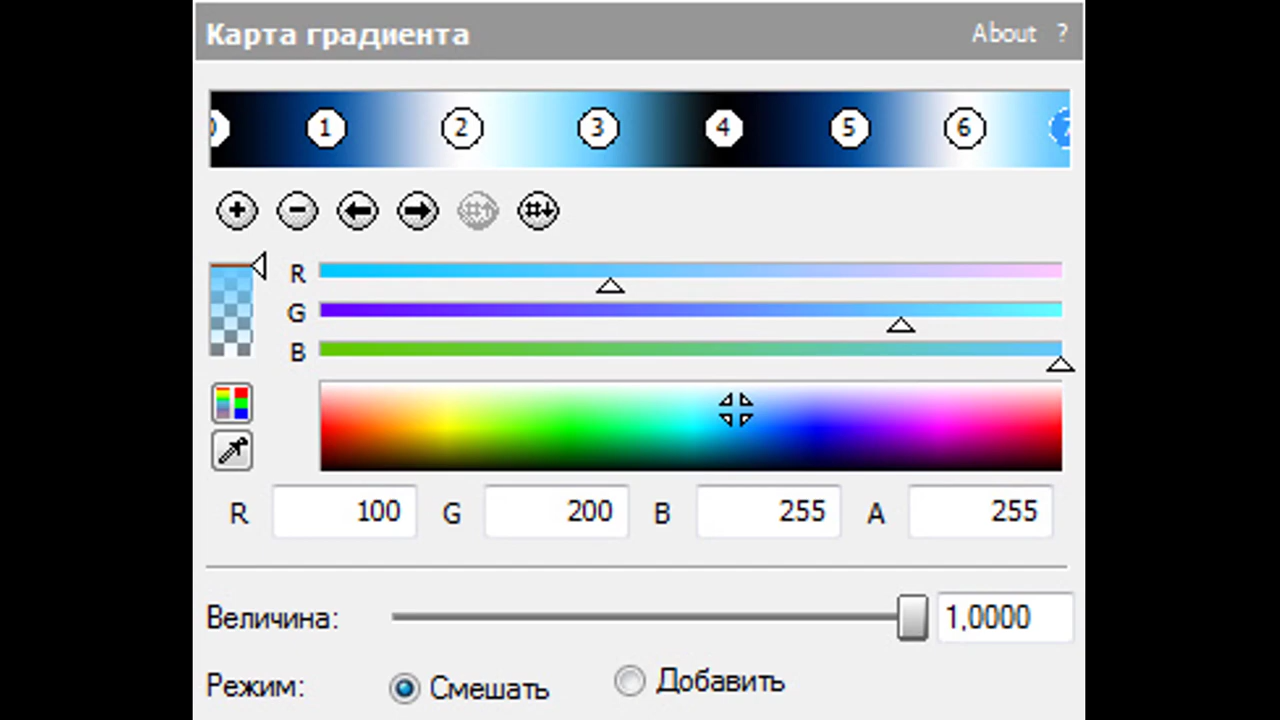 Карта градиента About ?
1 2 3 4 5 6 7
R
G
B
R 100 G 200 B 255 A 255
Величина: 1,0000
Режим: Смешать Добавить